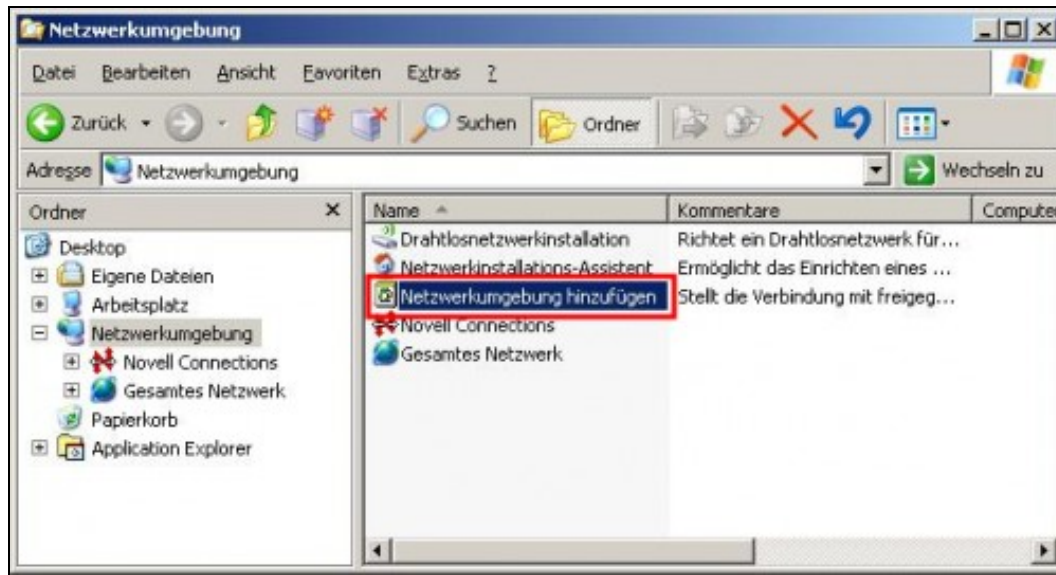 Netzwerkumgebung
Datei Bearbeiten Ansicht Favoriten Extras ?
Zurück Suchen Ordner
Adresse Netzwerkumgebung Wechseln zu
Ordner
Desktop
Eigene Dateien
Arbeitsplatz
Netzwerkumgebung
Novell Connections
Gesamtes Netzwerk
Papierkorb
Application Explorer
Name Kommentare Compute
Drahtlosnetzwerkinstallation Richtet ein Drahtlosnetzwerk für...
Netzwerkinstallations-Assistent Ermöglicht das Einrichten eines ...
Netzwerkumgebung hinzufügen Stellt die Verbindung mit freigeg...
Novell Connections
Gesamtes Netzwerk